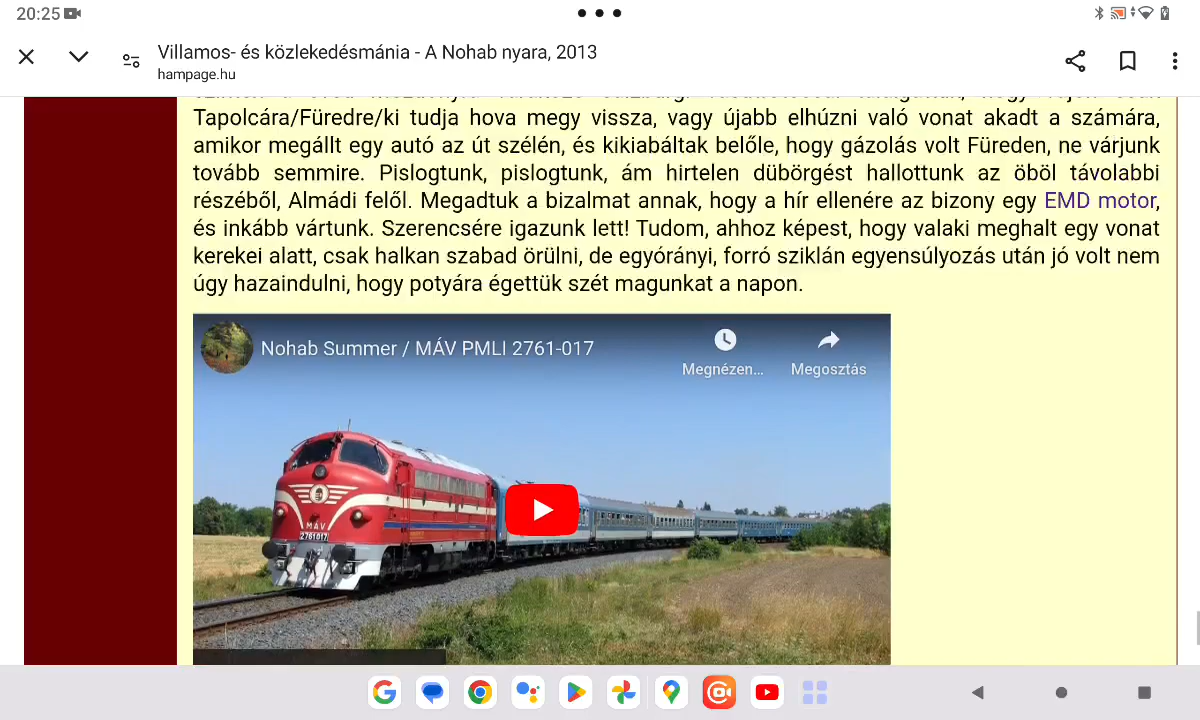 20:25
Villamos- és közlekedésmánia - A Nohab nyara, 2013
hampage.hu
Tapolcára/Füredre/ki tudja hova megy vissza, vagy újabb elhúzni való vonat akadt a számára,
amikor megállt egy autó az út szélén, és kikiabáltak belőle, hogy gázolás volt Füreden, ne várjunk
tovább semmire. Pislogtunk, pislogtunk, ám hirtelen dübörgést hallottunk az öböl távolabbi
részéből, Almádi felől. Megadtuk a bizalmat annak, hogy a hír ellenére az bizony egy EMD motor,
és inkább vártunk. Szerencsére igazunk lett! Tudom, ahhoz képest, hogy valaki meghalt egy vonat
kerekei alatt, csak halkan szabad örülni, de egyórányi, forró sziklán egyensúlyozás után jó volt nem
úgy hazaindulni, hogy potyára égettük szét magunkat a napon.
Nohab Summer / MÁV PMLI 2761-017
Megnézen...
Megosztás
MÁV
2761017